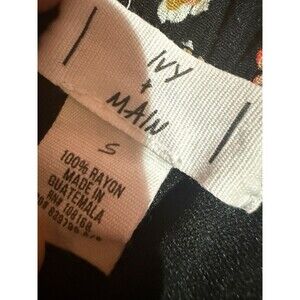 IVY
+
MAIN
S
100% RAYON
MADE IN
GUATEMALA